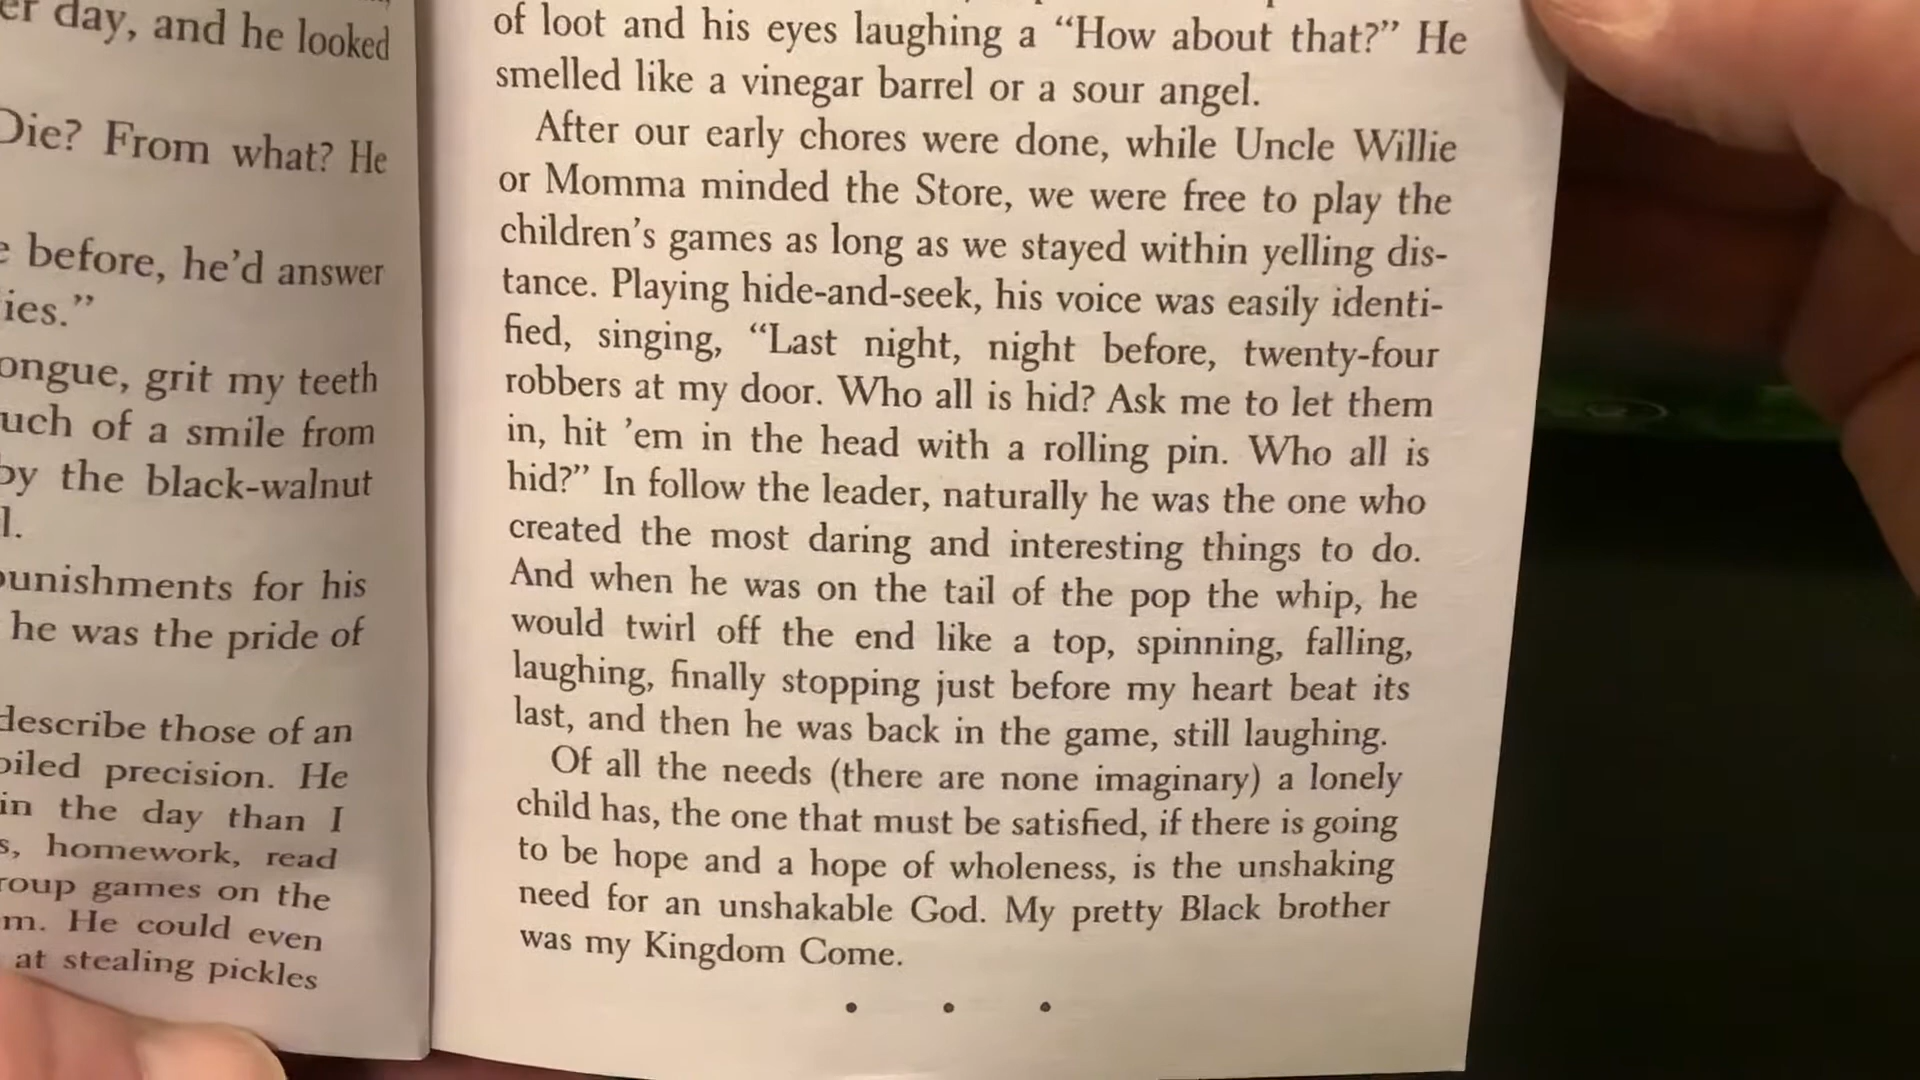 er day, and he looked
Die? From what? He
before, he'd answer
ies."
ongue, grit my teeth
uch of a smile from
by the black-walnut
l.
punishments for his
he was the pride of
describe those of an
oiled precision. He
in the day than I
s, homework, read
roup games on the
m. He could even
at stealing pickles
of loot and his eyes laughing a “How about that?” He
smelled like a vinegar barrel or a sour angel.
After our early chores were done, while Uncle Willie
or Momma minded the Store, we were free to play the
children’s games as long as we stayed within yelling dis-
tance. Playing hide-and-seek, his voice was easily identi-
fied, singing, “Last night, night before, twenty-four
robbers at my door. Who all is hid? Ask me to let them
in, hit ’em in the head with a rolling pin. Who all is
hid?” In follow the leader, naturally he was the one who
created the most daring and interesting things to do.
And when he was on the tail of the pop the whip, he
would twirl off the end like a top, spinning, falling,
laughing, finally stopping just before my heart beat its
last, and then he was back in the game, still laughing.
Of all the needs (there are none imaginary) a lonely
child has, the one that must be satisfied, if there is going
to be hope and a hope of wholeness, is the unshaking
need for an unshakable God. My pretty Black brother
was my Kingdom Come.
• • •